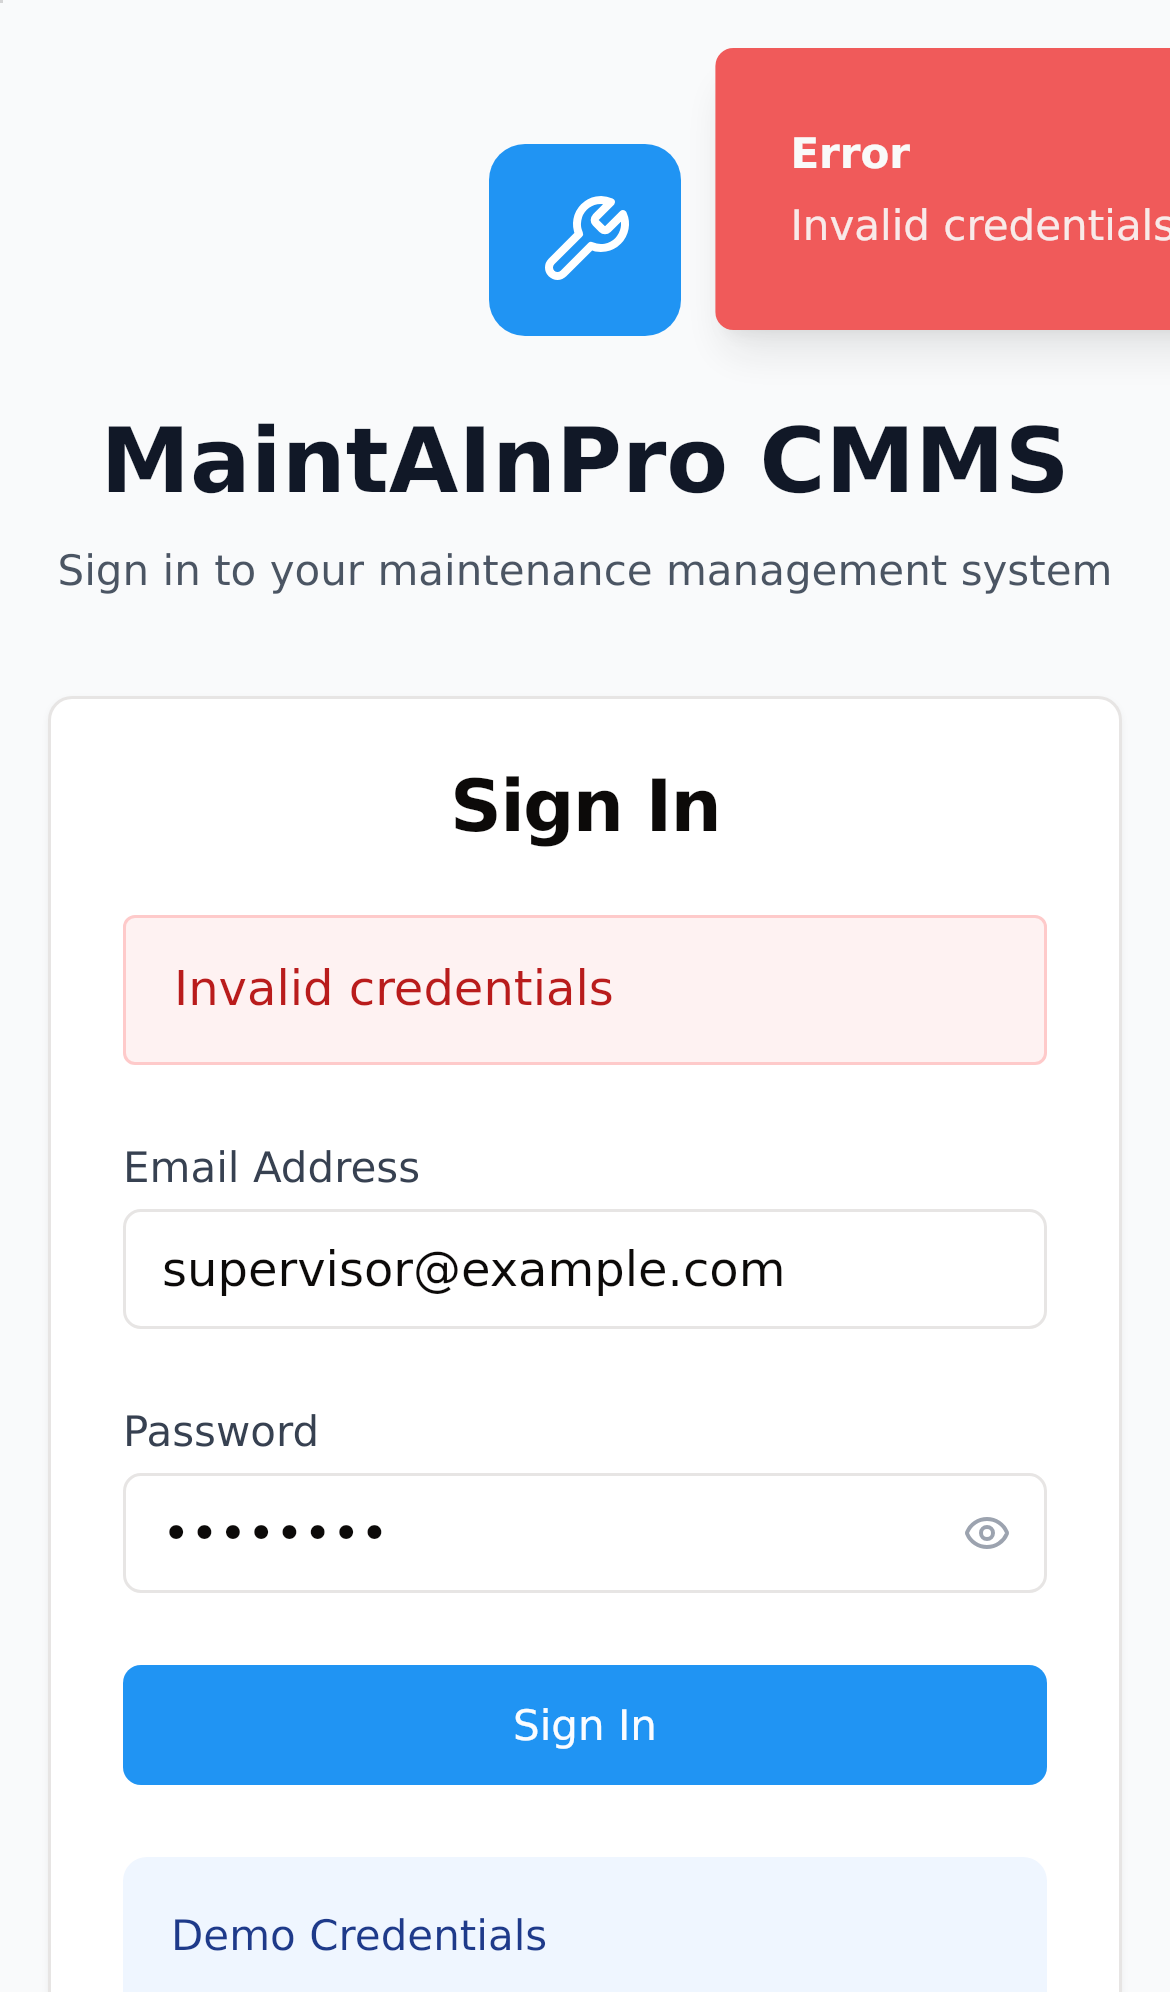 Error
Invalid credentials
MaintAInPro CMMS
Sign in to your maintenance management system
Sign In
Invalid credentials
Email Address
supervisor@example.com
Password
••••••••
Sign In
Demo Credentials